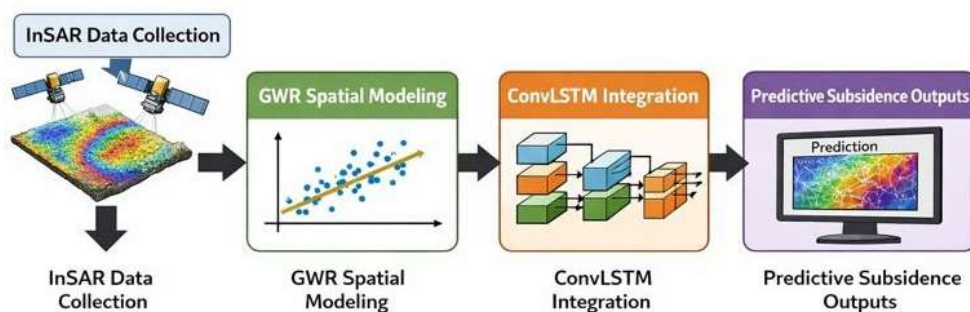 InSAR Data Collection
GWR Spatial Modeling
ConvLSTM Integration
Predictive Subsidence Outputs
Prediction
InSAR Data
Collection
GWR Spatial
Modeling
ConvLSTM
Integration
Predictive Subsidence
Outputs